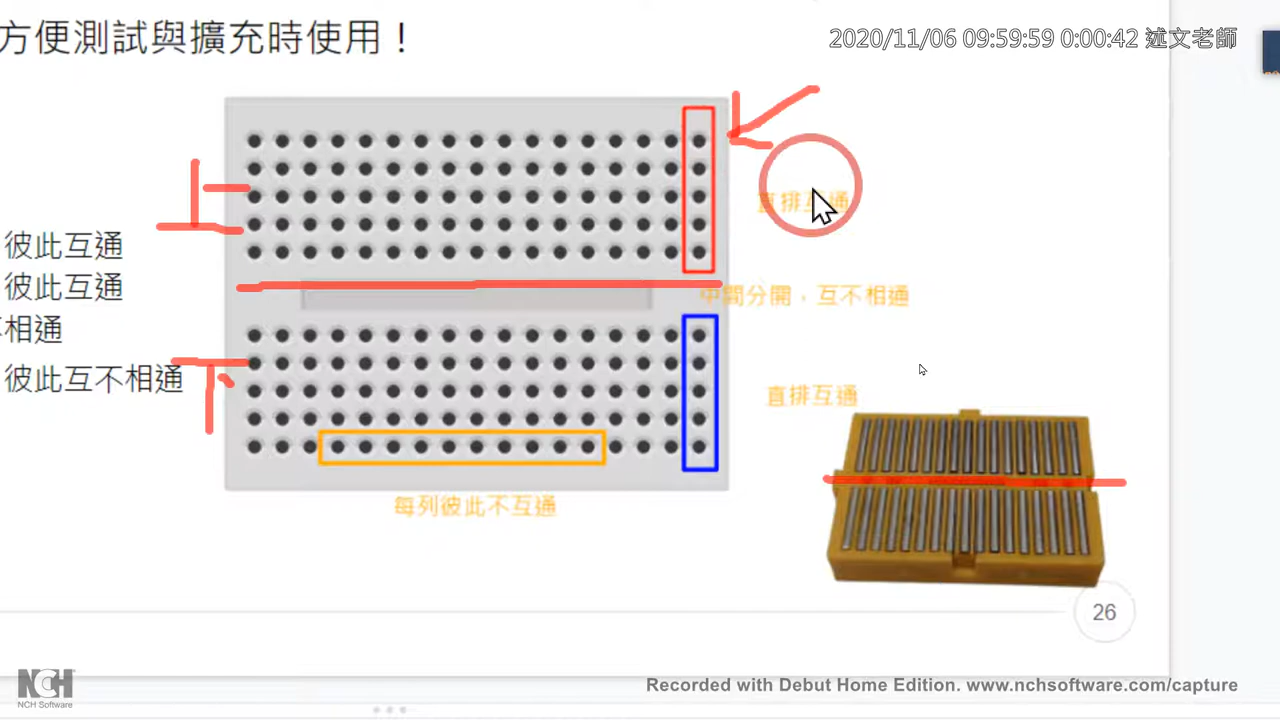 方便測試與擴充時使用！
2020/11/06 09:59:59 0:00:42 述文老師
直排互通
彼此互通
彼此互通
中間分開，互不相通
相通
彼此互不相通
直排互通
每列彼此不互通
26
NCH
NCH Software
Recorded with Debut Home Edition. www.nchsoftware.com/capture